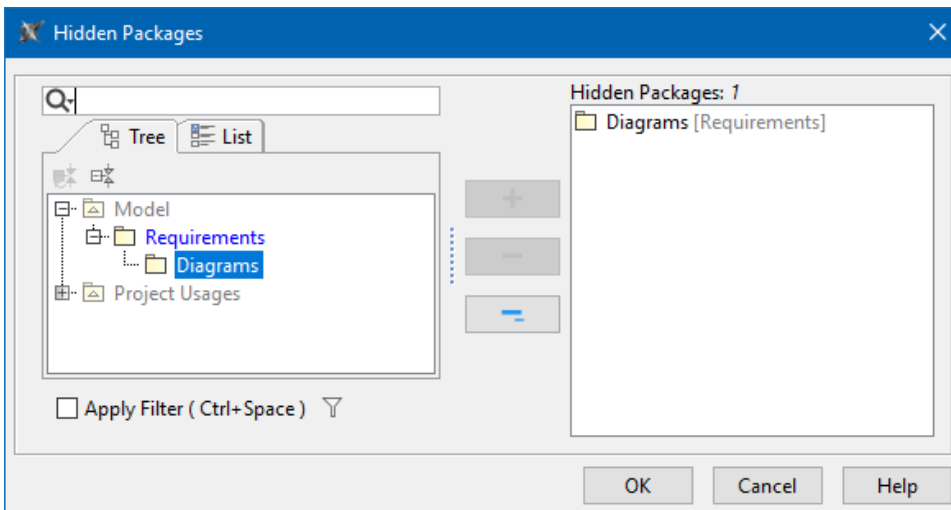 Hidden Packages
Tree
List
Model
Requirements
Diagrams
Project Usages
Apply Filter ( Ctrl+Space )
Hidden Packages: 1
Diagrams [Requirements]
OK
Cancel
Help